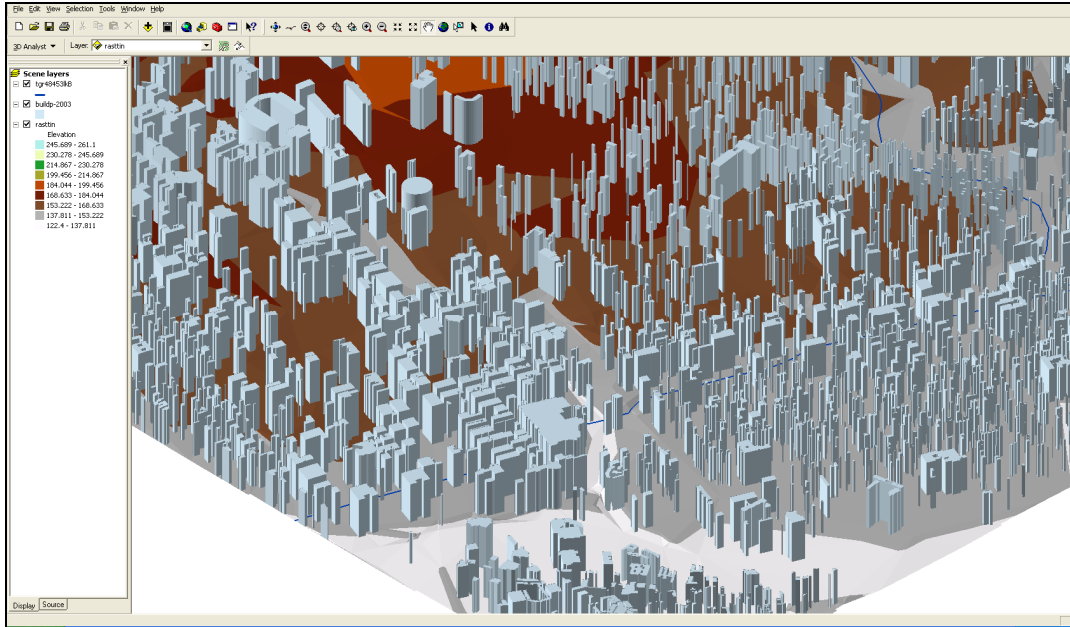 File Edit View Selection Tools Window Help
3D Analyst Layer: rasttin
Scene layers
tgr48453lkB
buildp-2003
rasttin
Elevation
245.689 - 261.1
230.278 - 245.689
214.867 - 230.278
199.456 - 214.867
184.044 - 199.456
168.633 - 184.044
153.222 - 168.633
137.811 - 153.222
122.4 - 137.811
Display Source